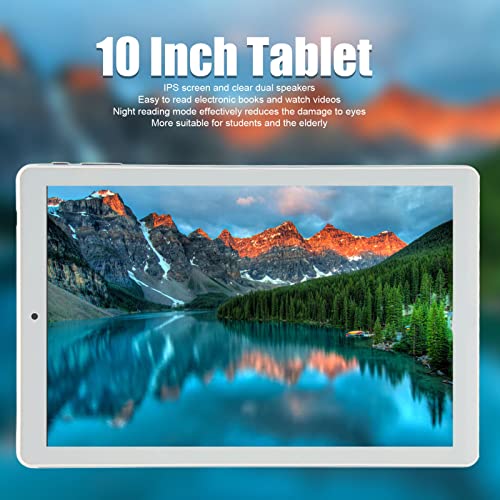 10 Inch Tablet
IPS screen and clear dual speakers
Easy to read electronic books and watch videos
Night reading mode effectively reduces the damage to eyes
More suitable for students and the elderly